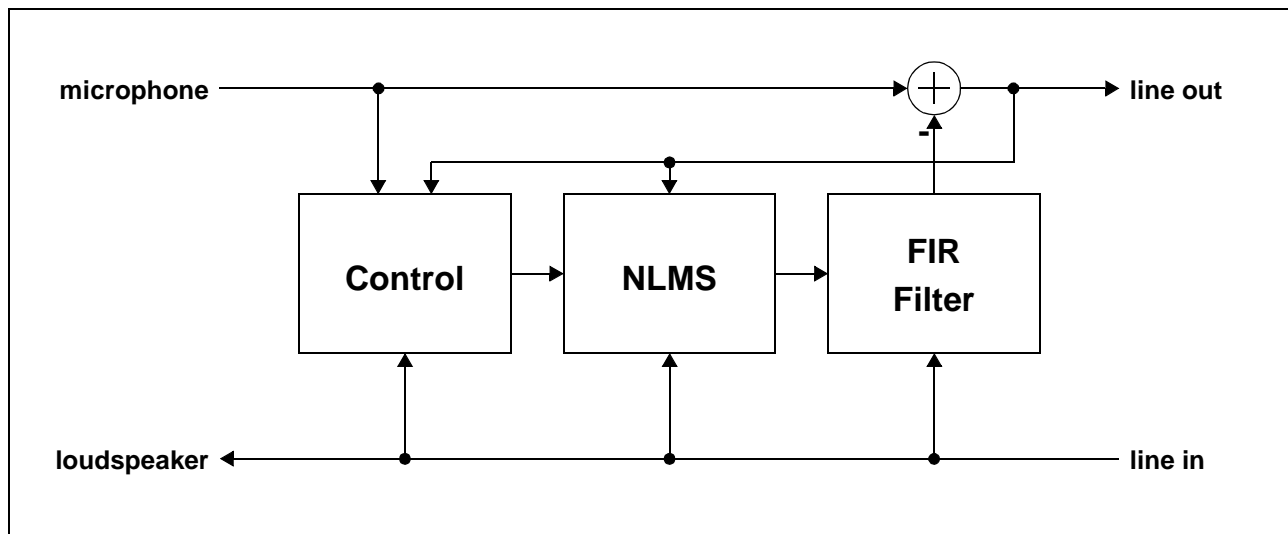 microphone
line out
-
Control
NLMS
FIR
Filter
loudspeaker
line in